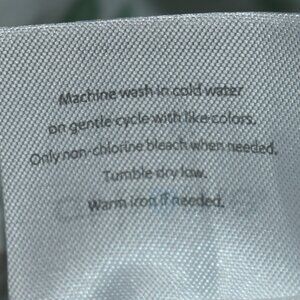 Machine wash in cold water
on gentle cycle with like colors.
Only non-chlorine bleach when needed.
Tumble dry low.
Warm icon if needed.